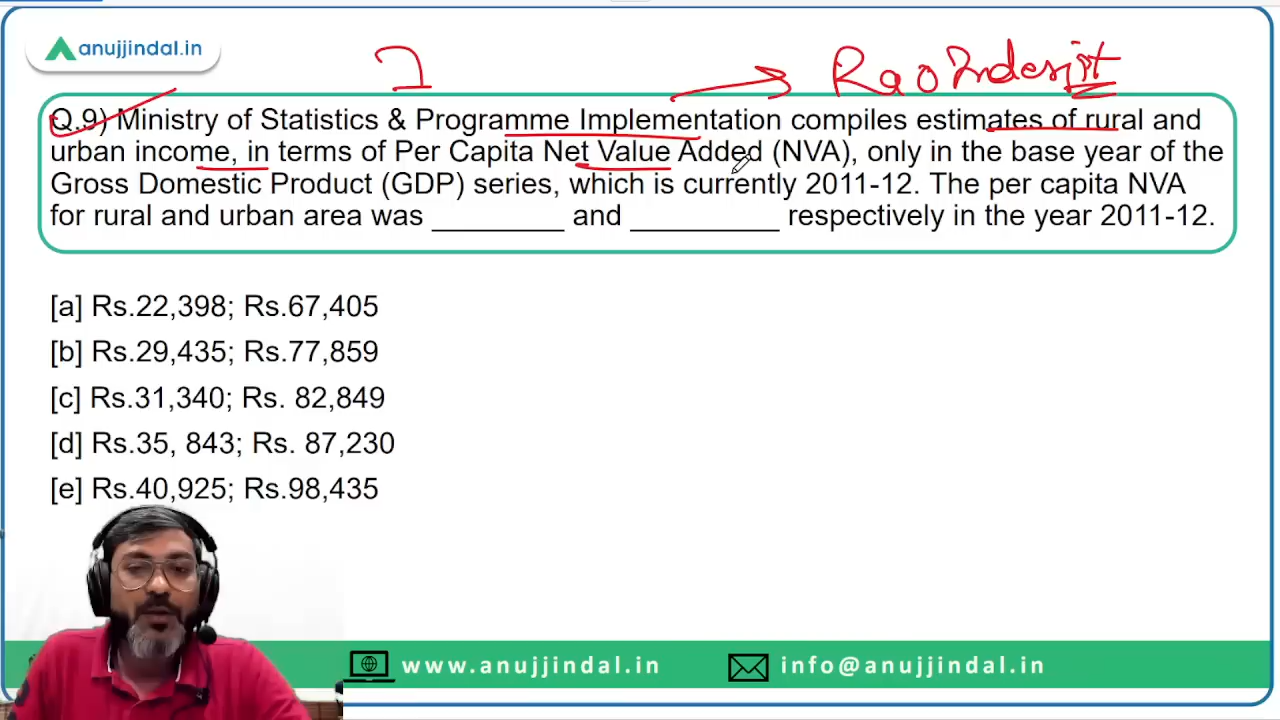 anujjindal.in
Rao Inderjit
Q.9) Ministry of Statistics & Programme Implementation compiles estimates of rural and
urban income, in terms of Per Capita Net Value Added (NVA), only in the base year of the
Gross Domestic Product (GDP) series, which is currently 2011-12. The per capita NVA
for rural and urban area was _________ and __________ respectively in the year 2011-12.
[a] Rs.22,398; Rs.67,405
[b] Rs.29,435; Rs.77,859
[c] Rs.31,340; Rs. 82,849
[d] Rs.35, 843; Rs. 87,230
[e] Rs.40,925; Rs.98,435
www.anujjindal.in info@anujjindal.in